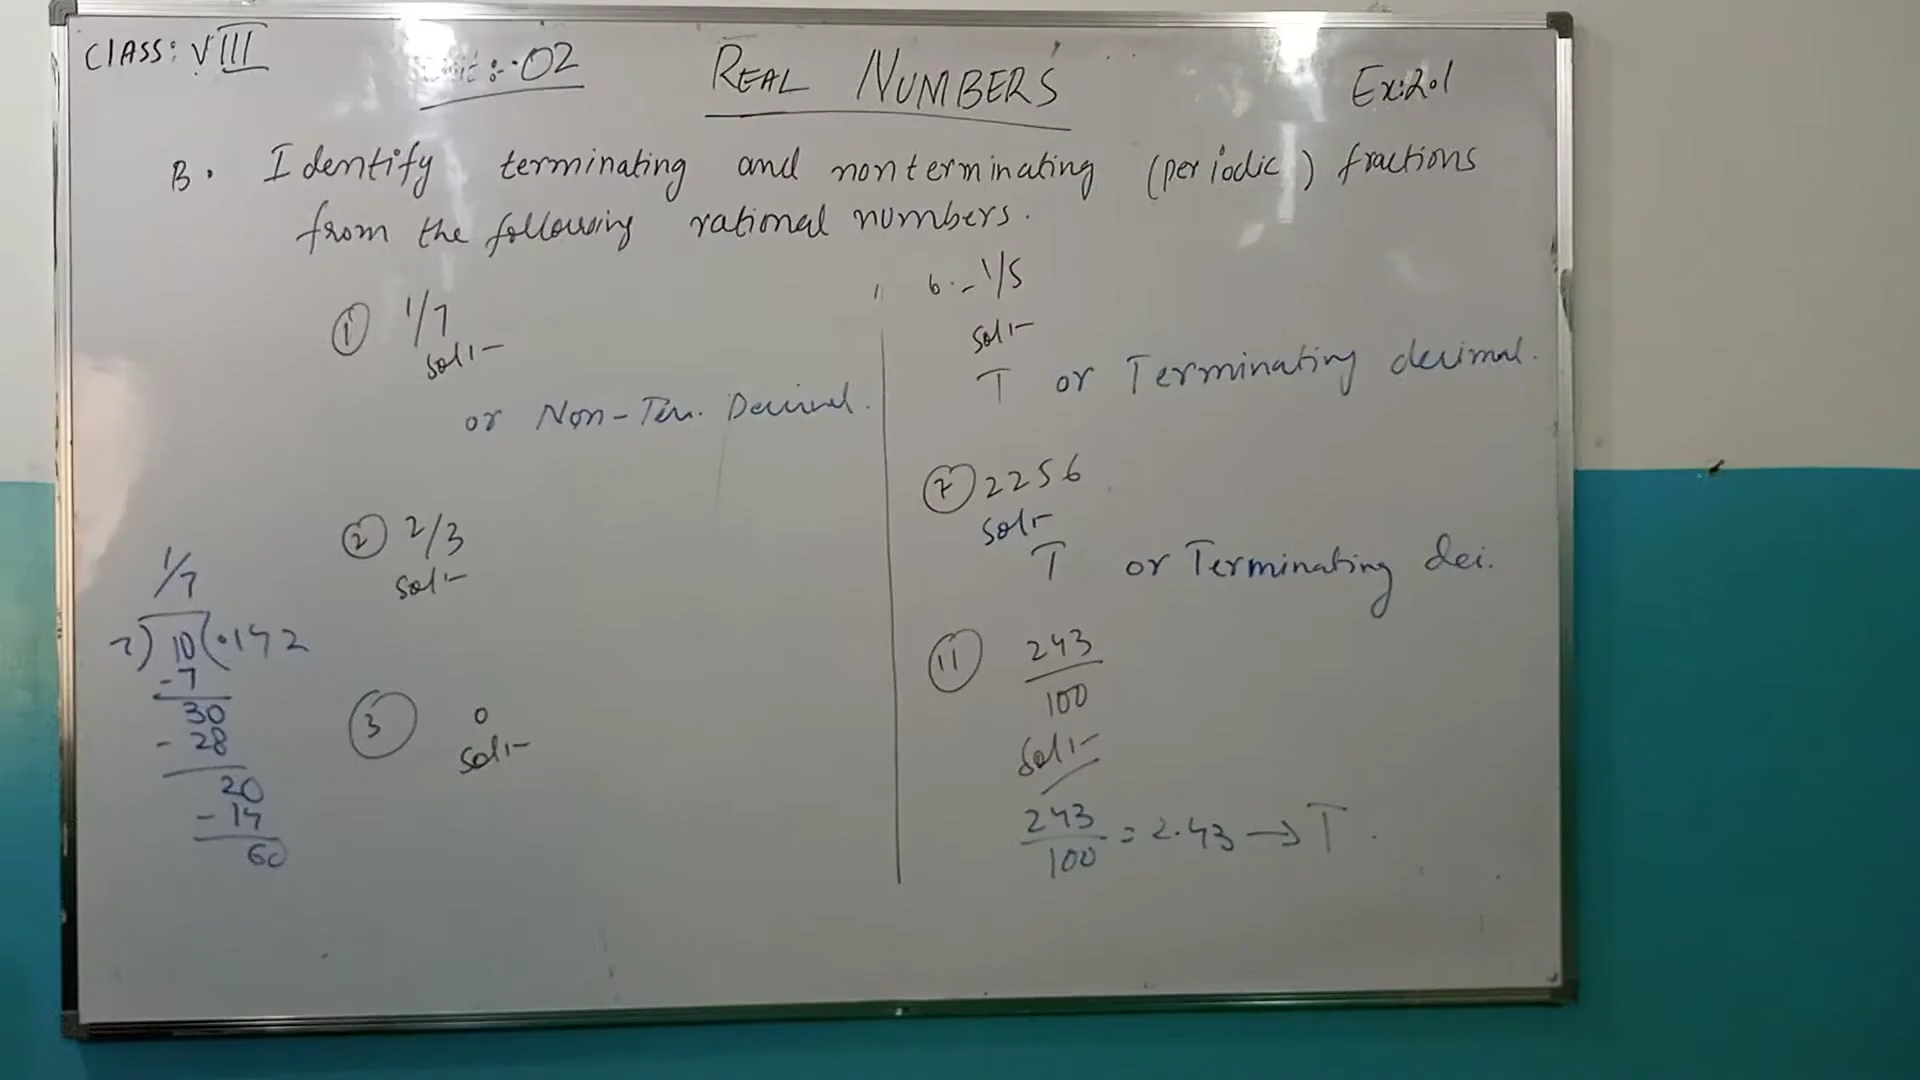 CLASS: VIII
:-02
REAL NUMBERS
Ex:2.1
B. Identify terminating and nonterminating (periodic) fractions
from the following rational numbers.
① 1/7
Sol:-
or Non-Ter. Decimal.
② 2/3
Sol:-
③ 0
Sol:-
1/7
7) 10 (.142
-7
30
- 28
20
- 14
60
6. - 1/5
Sol:-
T or Terminating decimal.
⑦ 2256
Sol:-
T or Terminating dei.
⑪ 243
100
Sol:-
243
100 = 2.43 → T.